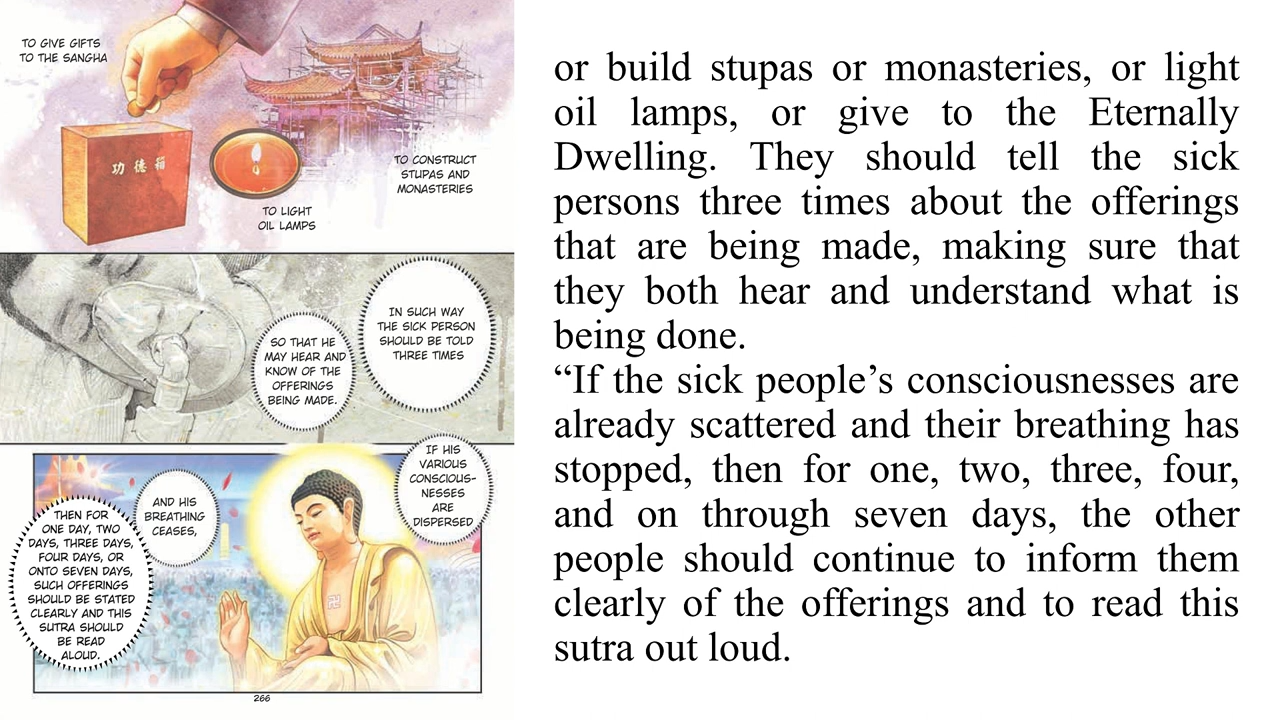 TO GIVE GIFTS
TO THE SANGHA
功德箱
TO LIGHT
OIL LAMPS
TO CONSTRUCT
STUPAS AND
MONASTERIES
IN SUCH WAY
THE SICK PERSON
SHOULD BE TOLD
THREE TIMES
SO THAT HE
MAY HEAR AND
KNOW OF THE
OFFERINGS
BEING MADE.
IF HIS
VARIOUS
CONSCIOUS-
NESSES
ARE
DISPERSED
AND HIS
BREATHING
CEASES,
THEN FOR
ONE DAY, TWO
DAYS, THREE DAYS,
FOUR DAYS, OR
ONTO SEVEN DAYS,
SUCH OFFERINGS
SHOULD BE STATED
CLEARLY AND THIS
SUTRA SHOULD
BE READ
ALOUD.
卍
266
or build stupas or monasteries, or light
oil lamps, or give to the Eternally
Dwelling. They should tell the sick
persons three times about the offerings
that are being made, making sure that
they both hear and understand what is
being done.
“If the sick people’s consciousnesses are
already scattered and their breathing has
stopped, then for one, two, three, four,
and on through seven days, the other
people should continue to inform them
clearly of the offerings and to read this
sutra out loud.